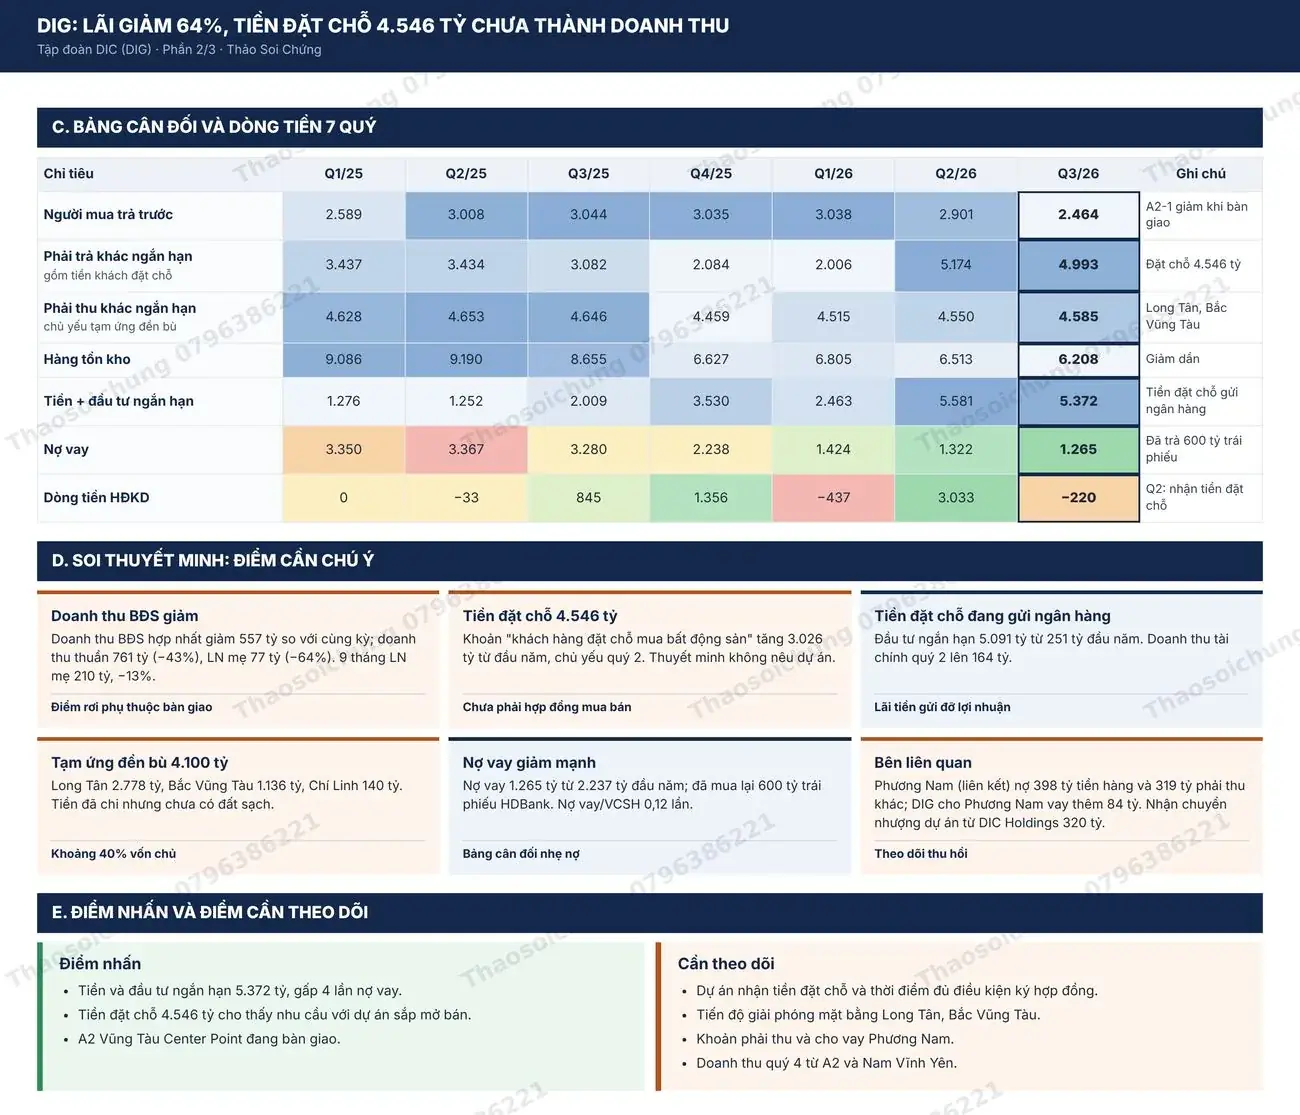 DIG: LÃI GIẢM 64%, TIỀN ĐẶT CHỖ 4.546 TỶ CHƯA THÀNH DOANH THU
Tập đoàn DIC (DIG) · Phần 2/3 · Thảo Soi Chứng
C. BẢNG CÂN ĐỐI VÀ DÒNG TIỀN 7 QUÝ
Chỉ tiêu Q1/25 Q2/25 Q3/25 Q4/25 Q1/26 Q2/26 Q3/26 Ghi chú
Người mua trả trước 2.589 3.008 3.044 3.035 3.038 2.901 2.464 A2-1 giảm khi bàn
giao
Phải trả khác ngắn hạn
gồm tiền khách đặt chỗ
3.437 3.434 3.082 2.084 2.006 5.174 4.993 Đặt chỗ 4.546 tỷ
Phải thu khác ngắn hạn
chủ yếu tạm ứng đền bù
4.628 4.653 4.646 4.459 4.515 4.550 4.585 Long Tân, Bắc
Vũng Tàu
Hàng tồn kho 9.086 9.190 8.655 6.627 6.805 6.513 6.208 Giảm dần
Tiền + đầu tư ngắn hạn 1.276 1.252 2.009 3.530 2.463 5.581 5.372 Tiền đặt chỗ gửi
ngân hàng
Nợ vay 3.350 3.367 3.280 2.238 1.424 1.322 1.265 Đã trả 600 tỷ trái
phiếu
Dòng tiền HĐKD 0 −33 845 1.356 −437 3.033 −220 Q2: nhận tiền đặt
chỗ
D. SOI THUYẾT MINH: ĐIỂM CẦN CHÚ Ý
Doanh thu BĐS giảm
Doanh thu BĐS hợp nhất giảm 557 tỷ so với cùng kỳ; doanh
thu thuần 761 tỷ (−43%), LN mẹ 77 tỷ (−64%). 9 tháng LN
mẹ 210 tỷ, −13%.
Điểm rơi phụ thuộc bàn giao
Tiền đặt chỗ 4.546 tỷ
Khoản "khách hàng đặt chỗ mua bất động sản" tăng 3.026
tỷ từ đầu năm, chủ yếu quý 2. Thuyết minh không nêu dự án.
Chưa phải hợp đồng mua bán
Tiền đặt chỗ đang gửi ngân hàng
Đầu tư ngắn hạn 5.091 tỷ từ 251 tỷ đầu năm. Doanh thu tài
chính quý 2 lên 164 tỷ.
Lãi tiền gửi đỡ lợi nhuận
Tạm ứng đền bù 4.100 tỷ
Long Tân 2.778 tỷ, Bắc Vũng Tàu 1.136 tỷ, Chí Linh 140 tỷ.
Tiền đã chi nhưng chưa có đất sạch.
Khoảng 40% vốn chủ
Nợ vay giảm mạnh
Nợ vay 1.265 tỷ từ 2.237 tỷ đầu năm; đã mua lại 600 tỷ trái
phiếu HDBank. Nợ vay/VCSH 0,12 lần.
Bảng cân đối nhẹ nợ
Bên liên quan
Phương Nam (liên kết) nợ 398 tỷ tiền hàng và 319 tỷ phải thu
khác; DIG cho Phương Nam vay thêm 84 tỷ. Nhận chuyển
nhượng dự án từ DIC Holdings 320 tỷ.
Theo dõi thu hồi
E. ĐIỂM NHẤN VÀ ĐIỂM CẦN THEO DÕI
Điểm nhấn
• Tiền và đầu tư ngắn hạn 5.372 tỷ, gấp 4 lần nợ vay.
• Tiền đặt chỗ 4.546 tỷ cho thấy nhu cầu với dự án sắp mở bán.
• A2 Vũng Tàu Center Point đang bàn giao.
Cần theo dõi
• Dự án nhận tiền đặt chỗ và thời điểm đủ điều kiện ký hợp đồng.
• Tiến độ giải phóng mặt bằng Long Tân, Bắc Vũng Tàu.
• Khoản phải thu và cho vay Phương Nam.
• Doanh thu quý 4 từ A2 và Nam Vĩnh Yên.
Thaosoichung 0796386221